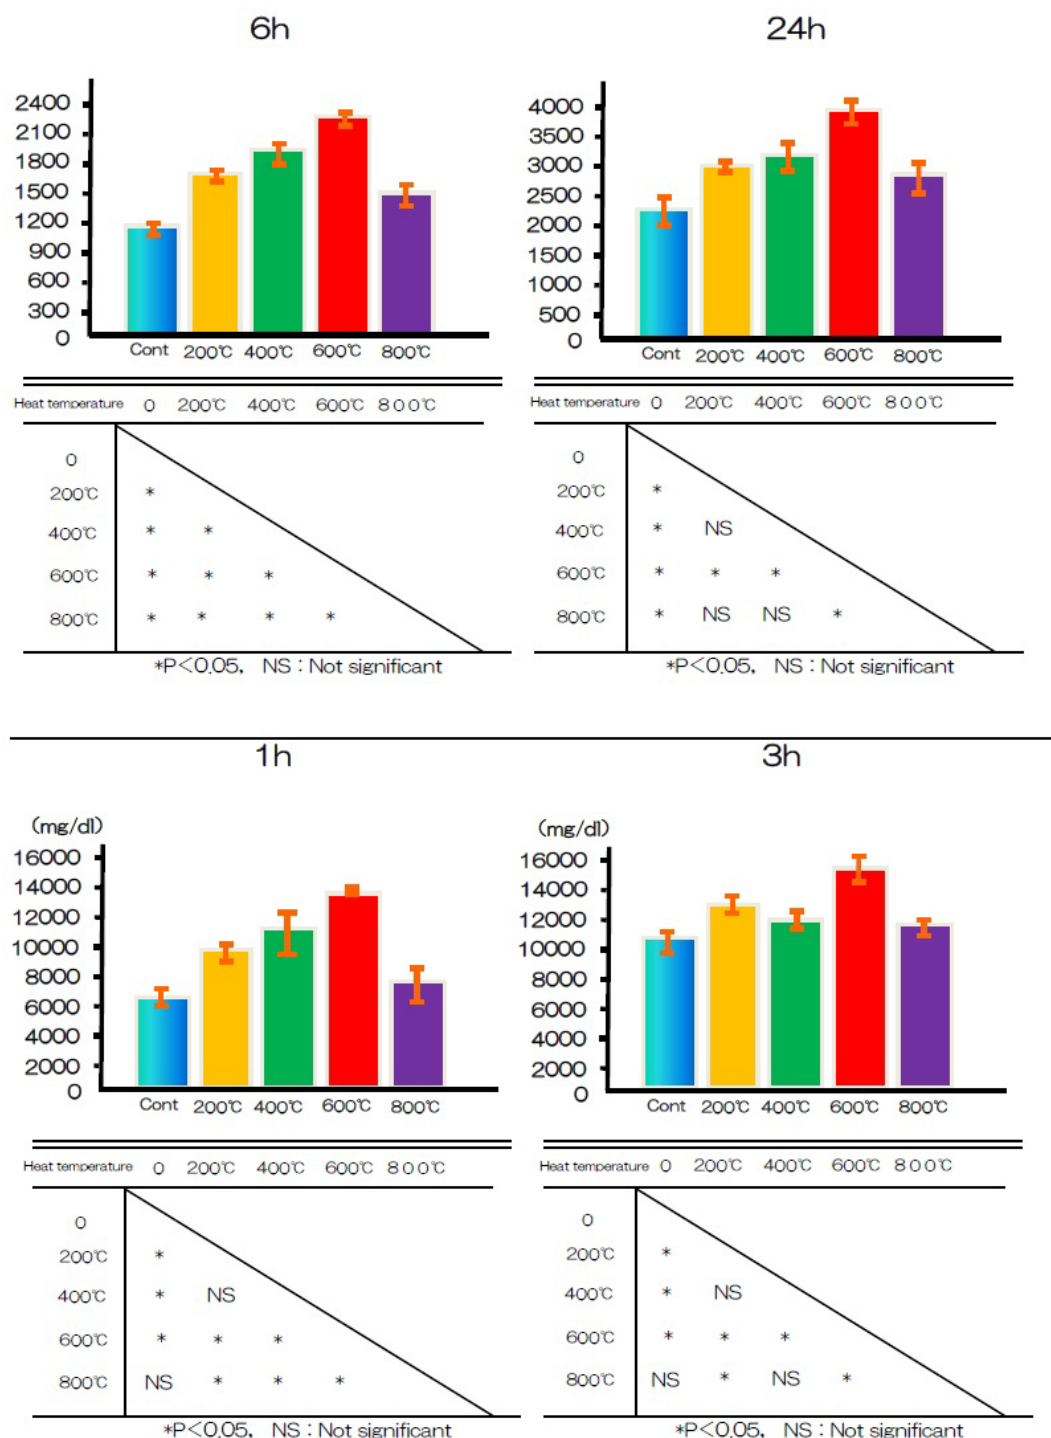 6h
2400
2100
1800
1500
1200
900
600
300
0
Cont 200℃ 400℃ 600℃ 800℃
Heat temperature 0 200℃ 400℃ 600℃ 800℃
0
200℃ *
400℃ * *
600℃ * * *
800℃ * * * *
*P<0.05, NS：Not significant
24h
4000
3500
3000
2500
2000
1500
1000
500
0
Cont 200℃ 400℃ 600℃ 800℃
Heat temperature 0 200℃ 400℃ 600℃ 800℃
0
200℃ *
400℃ * NS
600℃ * * *
800℃ * NS NS *
*P<0.05, NS：Not significant
1h
(mg/dl)
16000
14000
12000
10000
8000
6000
4000
2000
0
Cont 200℃ 400℃ 600℃ 800℃
Heat temperature 0 200℃ 400℃ 600℃ 800℃
0
200℃ *
400℃ * NS
600℃ * * *
800℃ NS * * *
*P<0.05, NS：Not significant
3h
(mg/dl)
16000
14000
12000
10000
8000
6000
4000
2000
0
Cont 200℃ 400℃ 600℃ 800℃
Heat temperature 0 200℃ 400℃ 600℃ 800℃
0
200℃ *
400℃ * NS
600℃ * * *
800℃ NS * NS *
*P<0.05, NS：Not significant